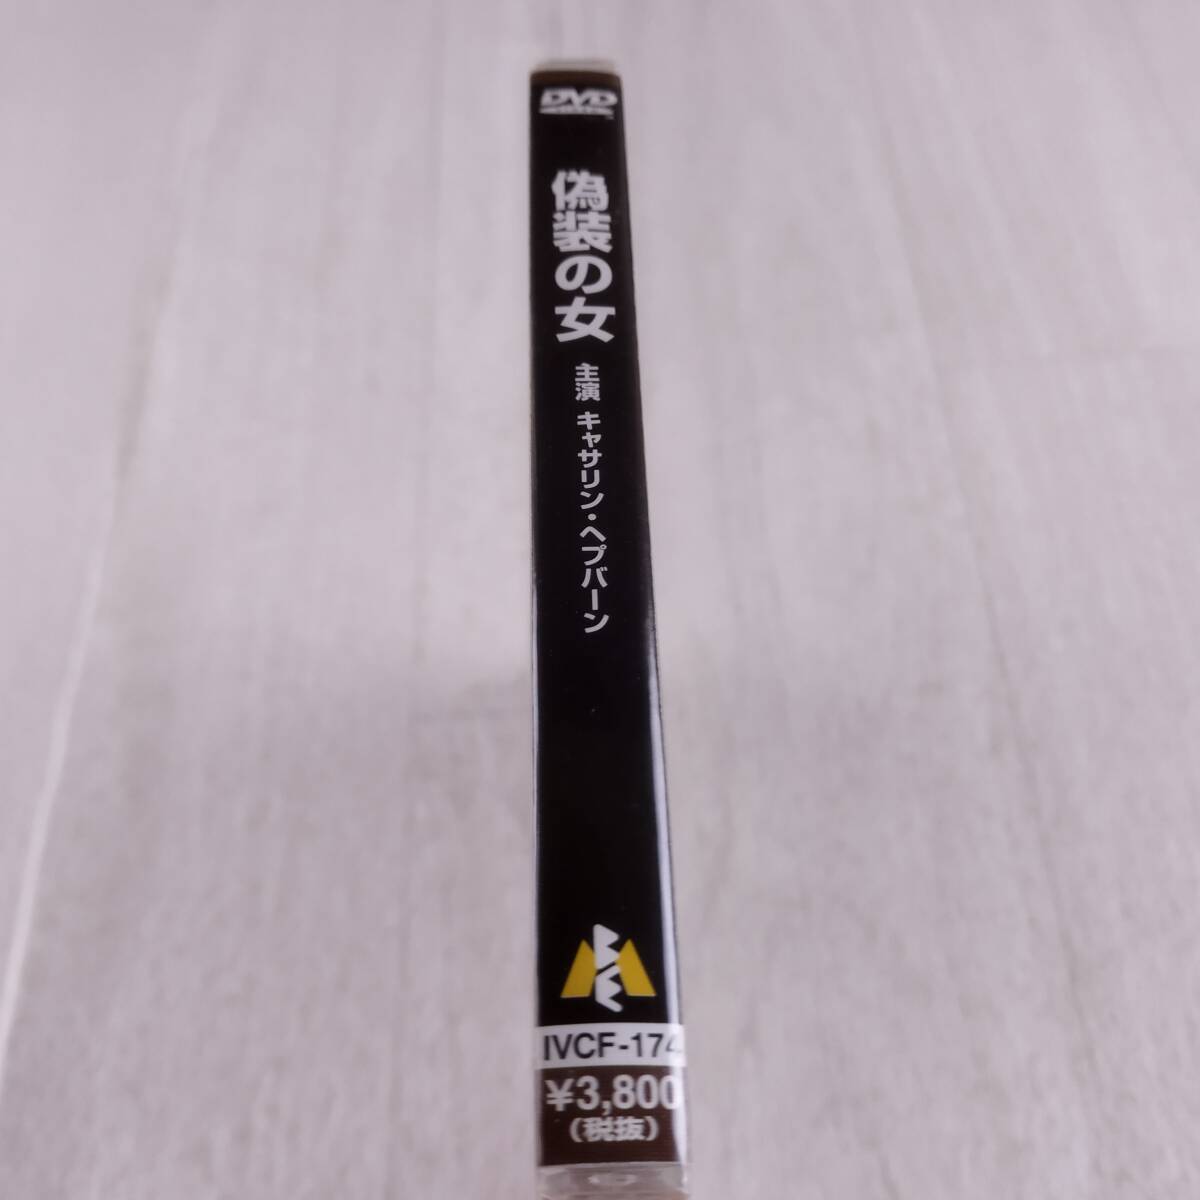 DVD
偽装の女
主演 キャサリン・ヘプバーン
IVCF-174
¥3,800
(税抜)